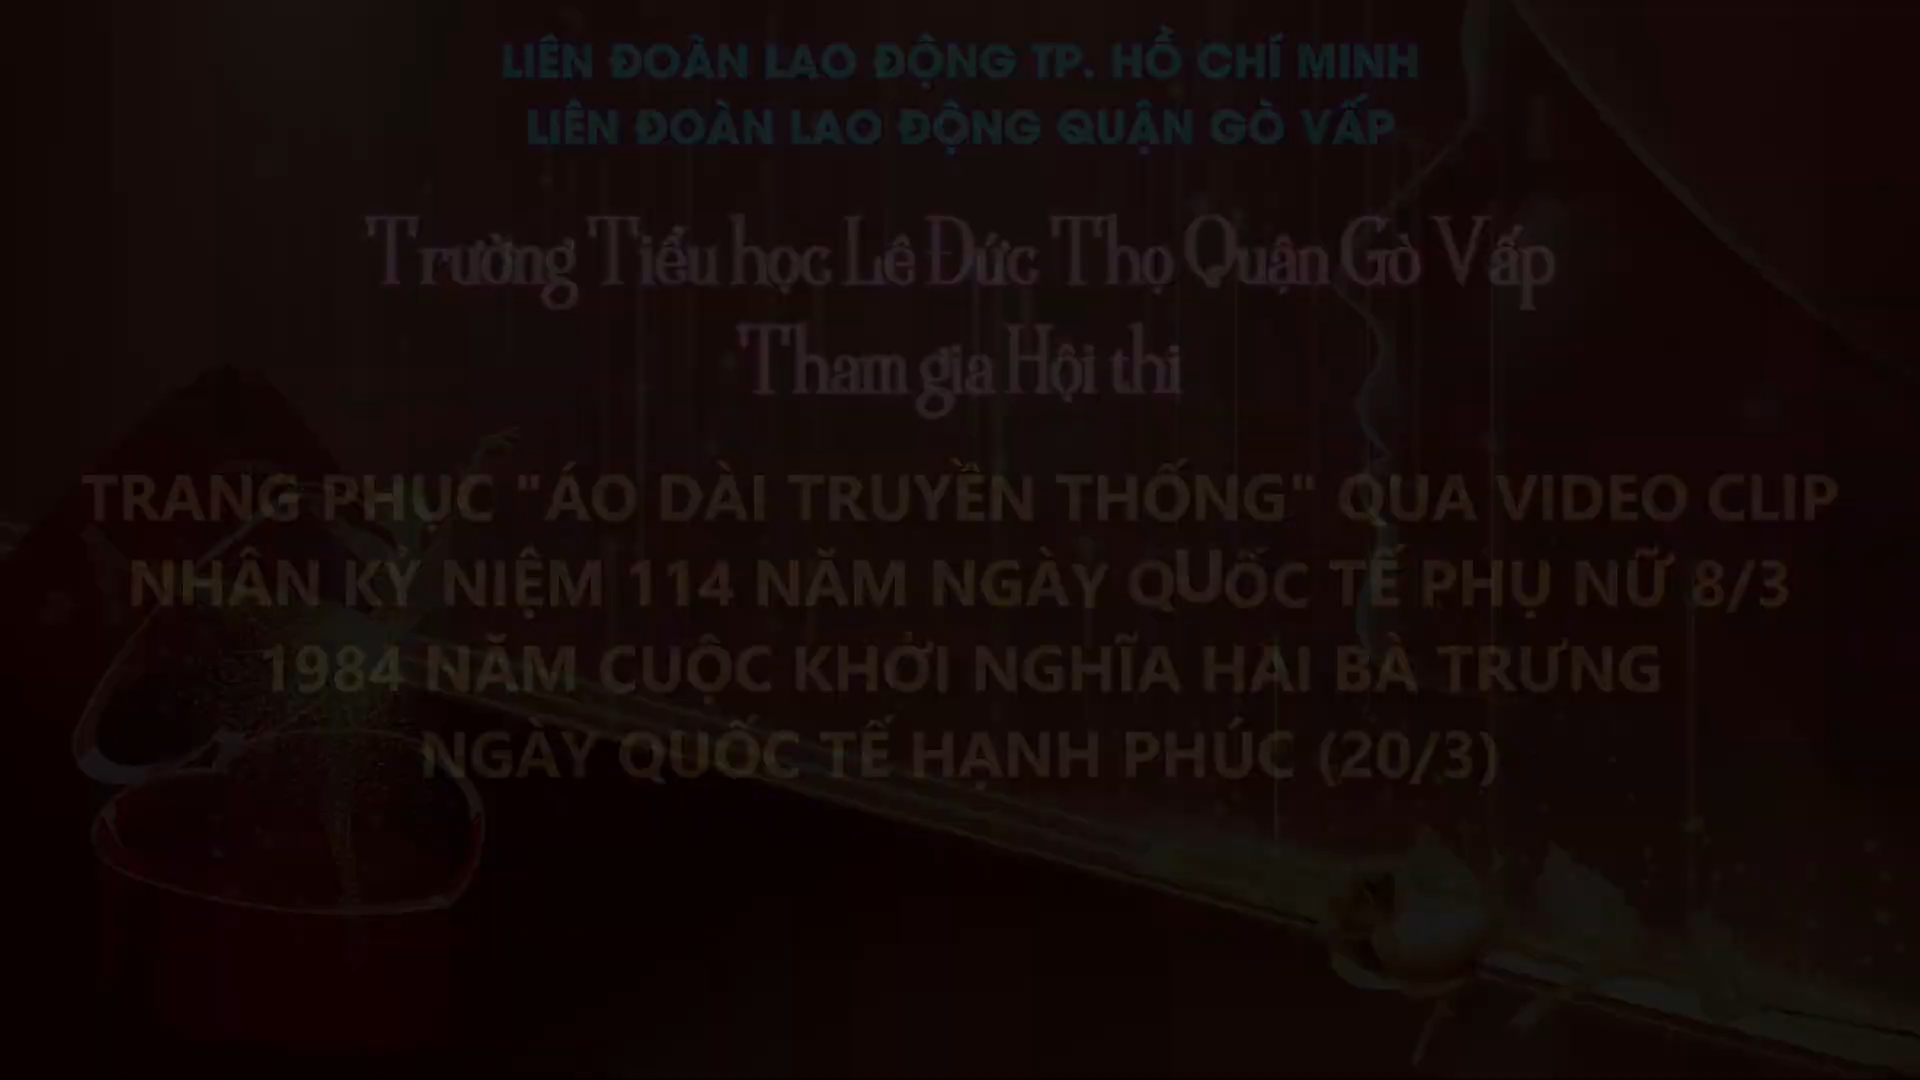 LIÊN ĐOÀN LAO ĐỘNG TP. HỒ CHÍ MINH
LIÊN ĐOÀN LAO ĐỘNG QUẬN GÒ VẤP
Trường Tiểu học Lê Đức Thọ Quận Gò Vấp
Tham gia Hội thi
TRANG PHỤC "ÁO DÀI TRUYỀN THỐNG" QUA VIDEO CLIP
NHÂN KỶ NIỆM 114 NĂM NGÀY QUỐC TẾ PHỤ NỮ 8/3
1984 NĂM CUỘC KHỞI NGHĨA HAI BÀ TRƯNG
NGÀY QUỐC TẾ HẠNH PHÚC (20/3)